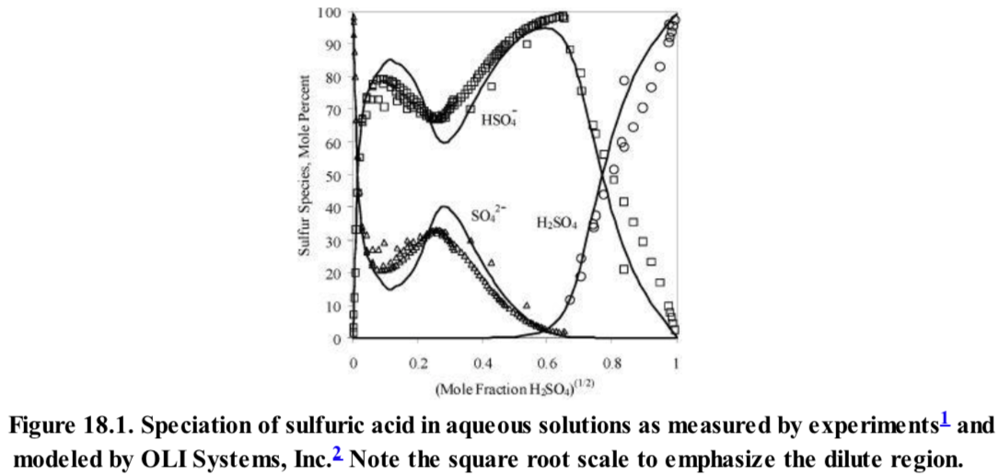 Sulfur Species, Mole Percent
100
90
80
70
60
50
40
30
20
10
0
HSO₄⁻
SO₄²⁻
H₂SO₄
0 0.2 0.4 0.6 0.8 1
(Mole Fraction H₂SO₄)^(1/2)
Figure 18.1. Speciation of sulfuric acid in aqueous solutions as measured by experiments¹ and
modeled by OLI Systems, Inc.² Note the square root scale to emphasize the dilute region.